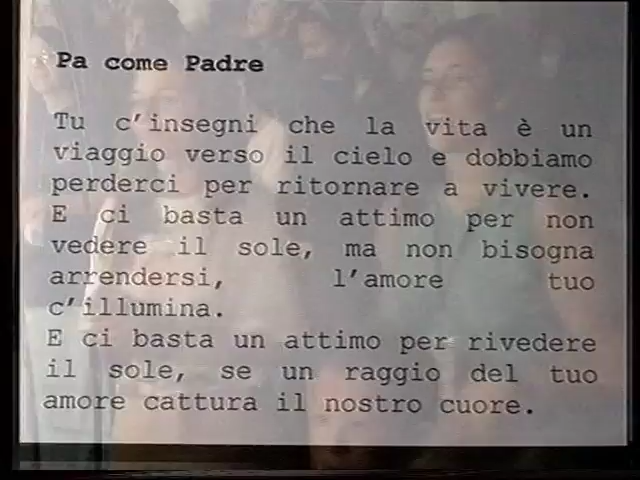 Pa come Padre
Tu c'insegni che la vita è un
viaggio verso il cielo e dobbiamo
perderci per ritornare a vivere.
E ci basta un attimo per non
vedere il sole, ma non bisogna
arrendersi, l'amore tuo
c'illumina.
E ci basta un attimo per rivedere
il sole, se un raggio del tuo
amore cattura il nostro cuore.